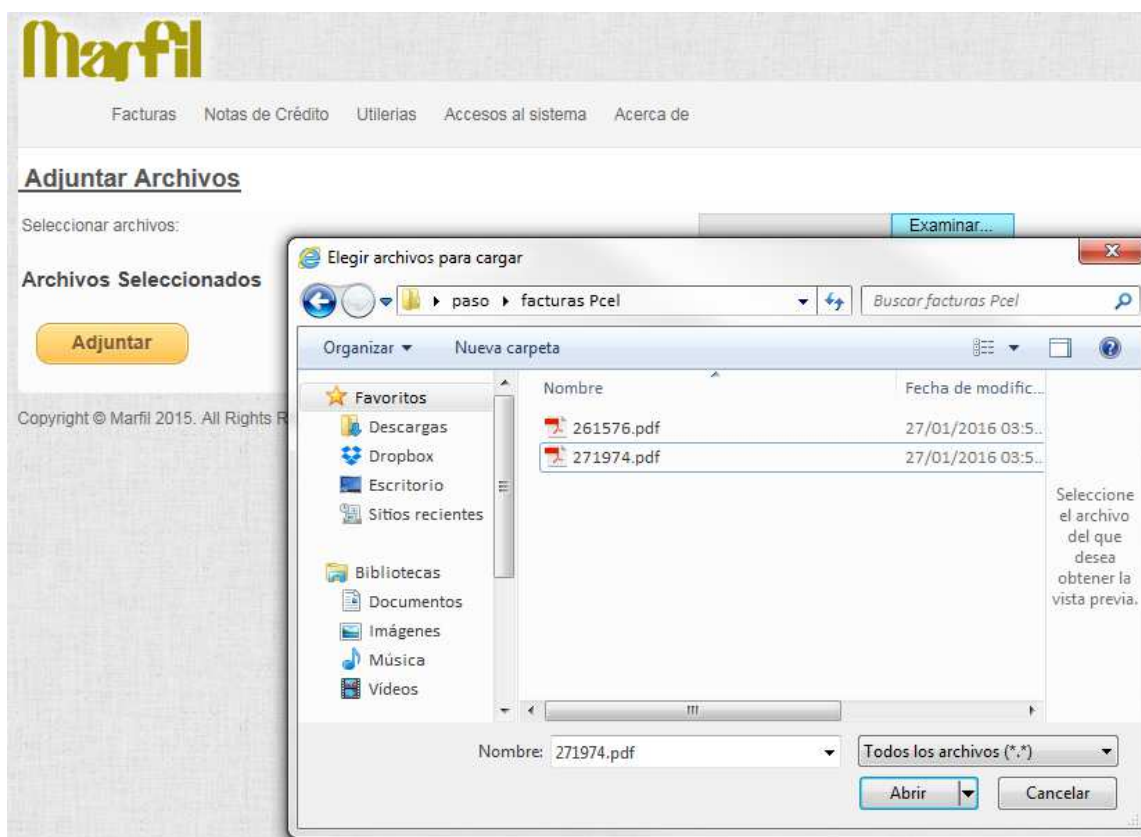 Marfil
Facturas Notas de Crédito Utilerias Accesos al sistema Acerca de
Adjuntar Archivos
Seleccionar archivos:
Examinar...
Archivos Seleccionados
Adjuntar
Copyright © Marfil 2015. All Rights R
Elegir archivos para cargar
paso facturas Pcel
Buscar facturas Pcel
Organizar Nueva carpeta
Favoritos
Descargas
Dropbox
Escritorio
Sitios recientes
Bibliotecas
Documentos
Imágenes
Música
Vídeos
Nombre Fecha de modific...
261576.pdf 27/01/2016 03:5..
271974.pdf 27/01/2016 03:5..
Seleccione
el archivo
del que
desea
obtener la
vista previa.
Nombre: 271974.pdf Todos los archivos (*.*)
Abrir Cancelar